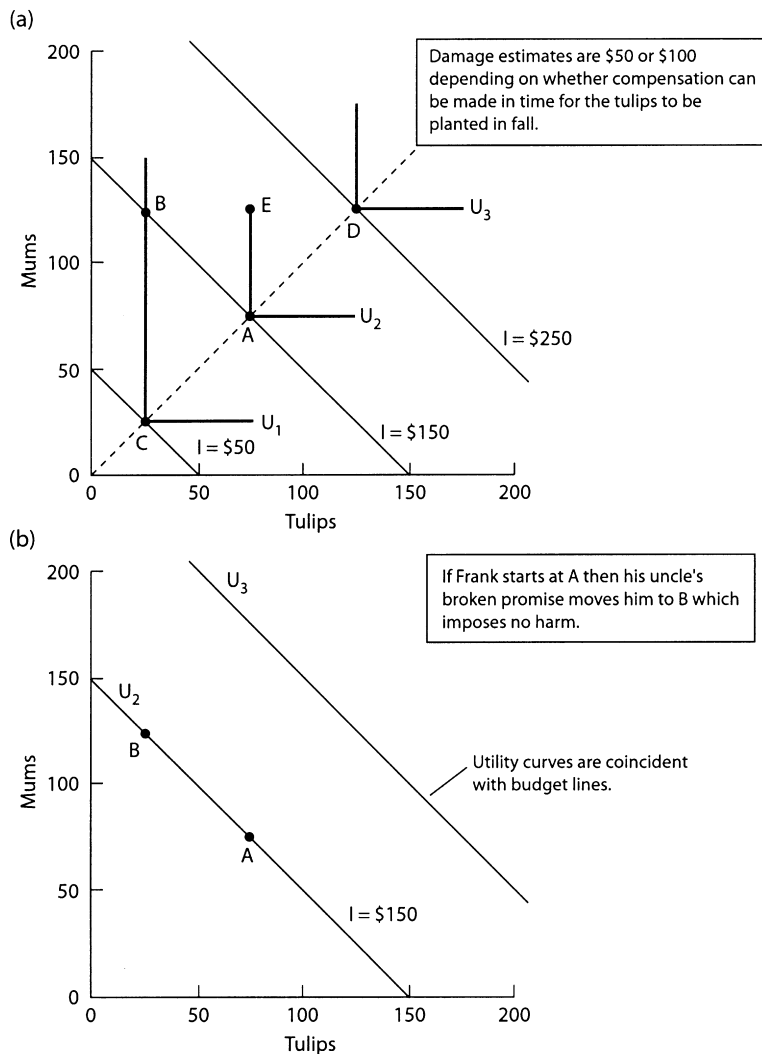 (a)
200
150
100
50
0
Mums
Damage estimates are $50 or $100
depending on whether compensation can
be made in time for the tulips to be
planted in fall.
B
E
D
U₃
A
U₂
I = $250
C
U₁
I = $50
I = $150
0
50
100
150
200
Tulips
(b)
200
150
100
50
0
Mums
If Frank starts at A then his uncle's
broken promise moves him to B which
imposes no harm.
U₃
U₂
B
Utility curves are coincident
with budget lines.
A
I = $150
0
50
100
150
200
Tulips